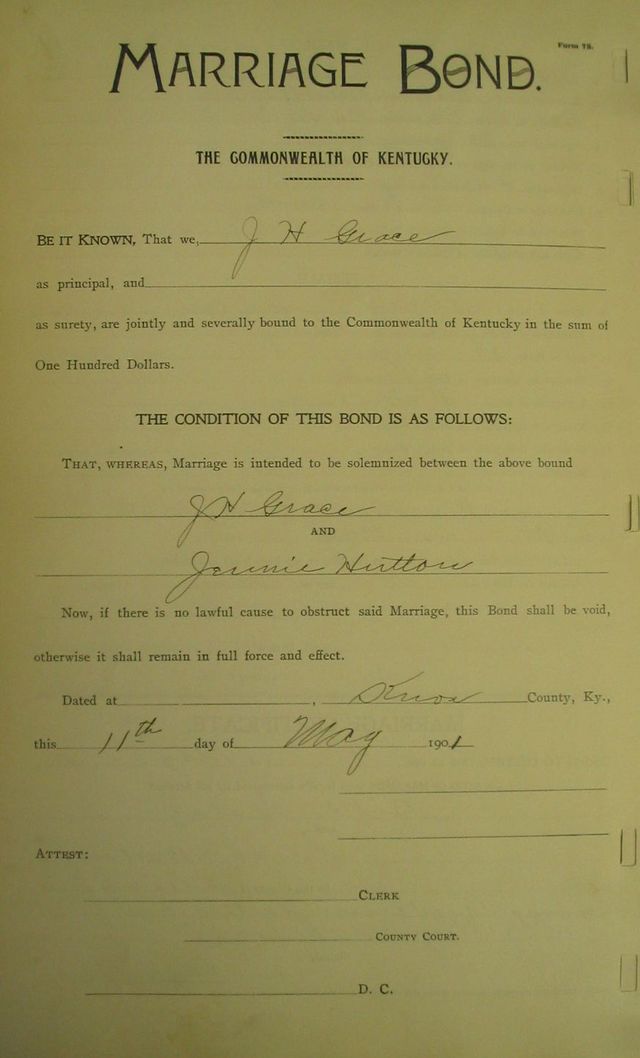 Form 78.
MARRIAGE BOND.
THE COMMONWEALTH OF KENTUCKY.
BE IT KNOWN, That we, J H Grace
as principal, and
as surety, are jointly and severally bound to the Commonwealth of Kentucky in the sum of
One Hundred Dollars.
THE CONDITION OF THIS BOND IS AS FOLLOWS:
THAT, WHEREAS, Marriage is intended to be solemnized between the above bound
J H Grace
AND
Jennie Hutton
Now, if there is no lawful cause to obstruct said Marriage, this Bond shall be void,
otherwise it shall remain in full force and effect.
Dated at , Knox County, Ky.,
this 11th day of May 1901
ATTEST:
CLERK
COUNTY COURT.
D. C.